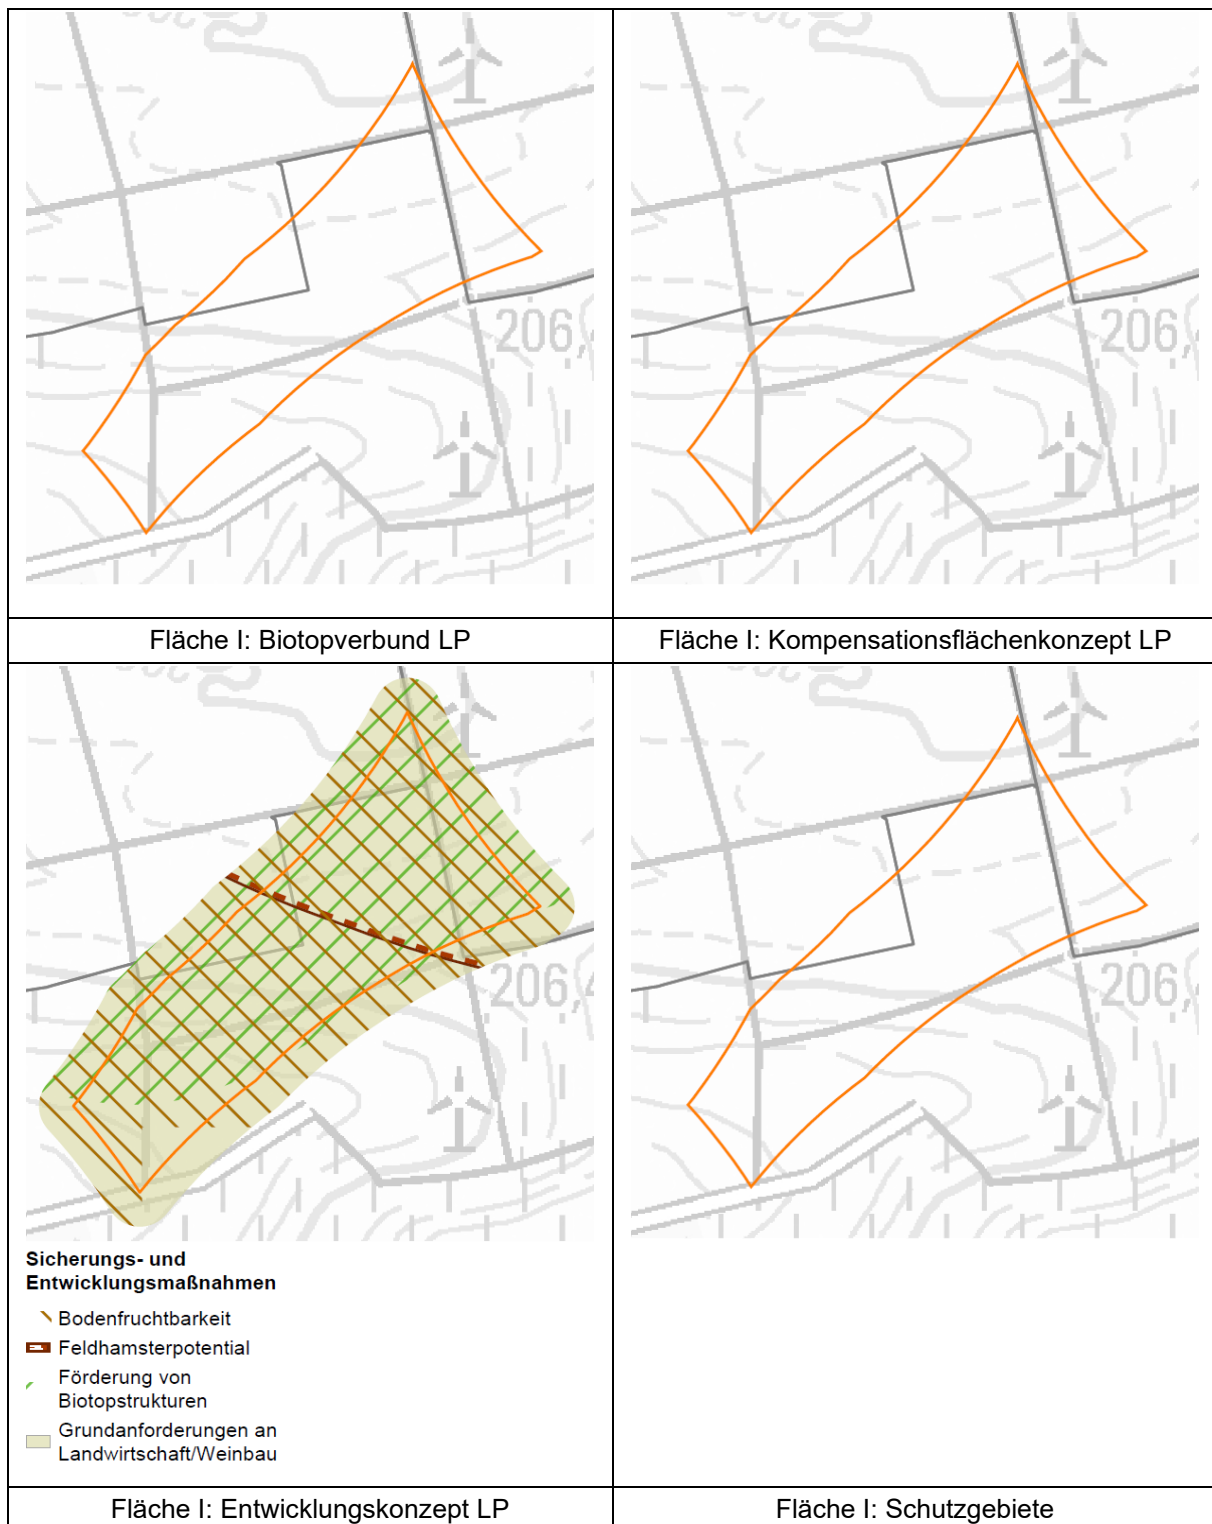 206,
206,
Fläche I: Biotopverbund LP
Fläche I: Kompensationsflächenkonzept LP
206,
206,
Sicherungs- und
Entwicklungsmaßnahmen
Bodenfruchtbarkeit
Feldhamsterpotential
Förderung von
Biotopstrukturen
Grundanforderungen an
Landwirtschaft/Weinbau
Fläche I: Entwicklungskonzept LP
Fläche I: Schutzgebiete